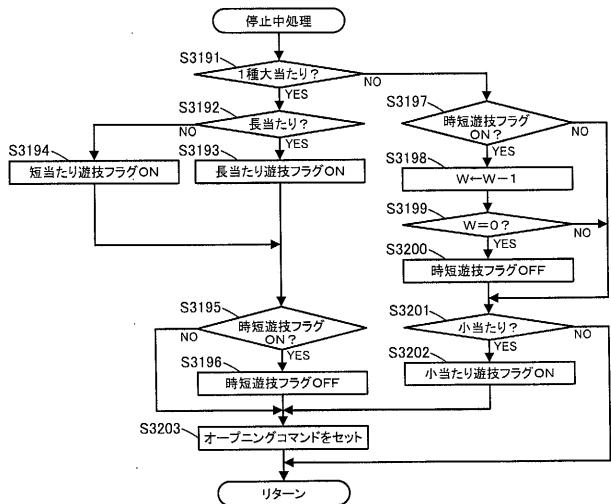 停止中処理
S3191
1種大当たり?
NO
YES
S3192
長当たり?
NO
YES
S3194
短当たり遊技フラグON
S3193
長当たり遊技フラグON
S3197
時短遊技フラグ
ON?
NO
YES
S3198
W←W−1
S3199
W=0?
NO
YES
S3200
時短遊技フラグOFF
S3195
時短遊技フラグ
ON?
NO
YES
S3196
時短遊技フラグOFF
S3201
小当たり?
NO
YES
S3202
小当たり遊技フラグON
S3203
オープニングコマンドをセット
リターン